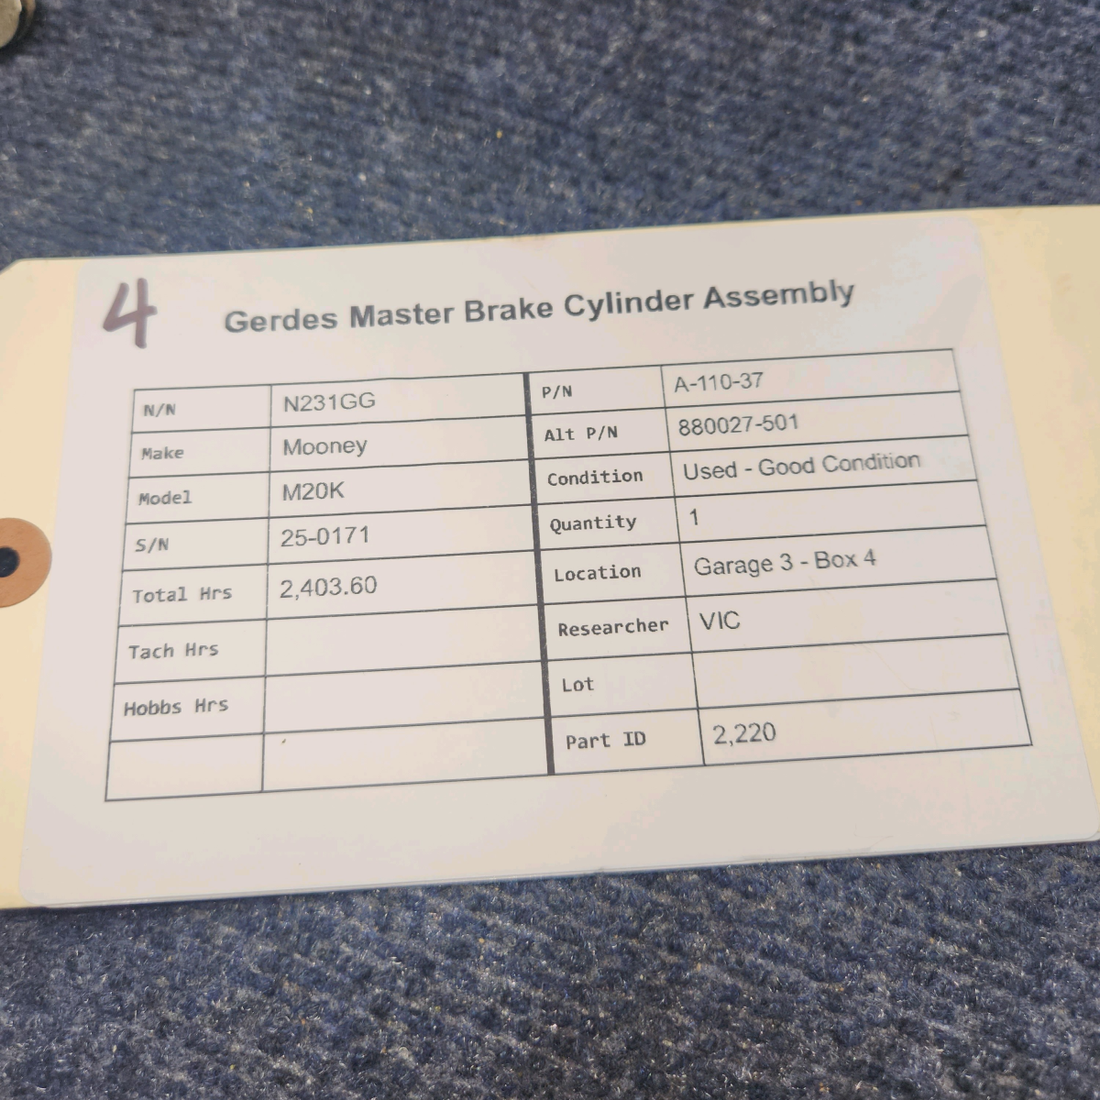 4
Gerdes Master Brake Cylinder Assembly
N/N N231GG P/N A-110-37
Make Mooney Alt P/N 880027-501
Model M20K Condition Used - Good Condition
S/N 25-0171 Quantity 1
Total Hrs 2,403.60 Location Garage 3 - Box 4
Tach Hrs Researcher VIC
Hobbs Hrs Lot
Part ID 2,220